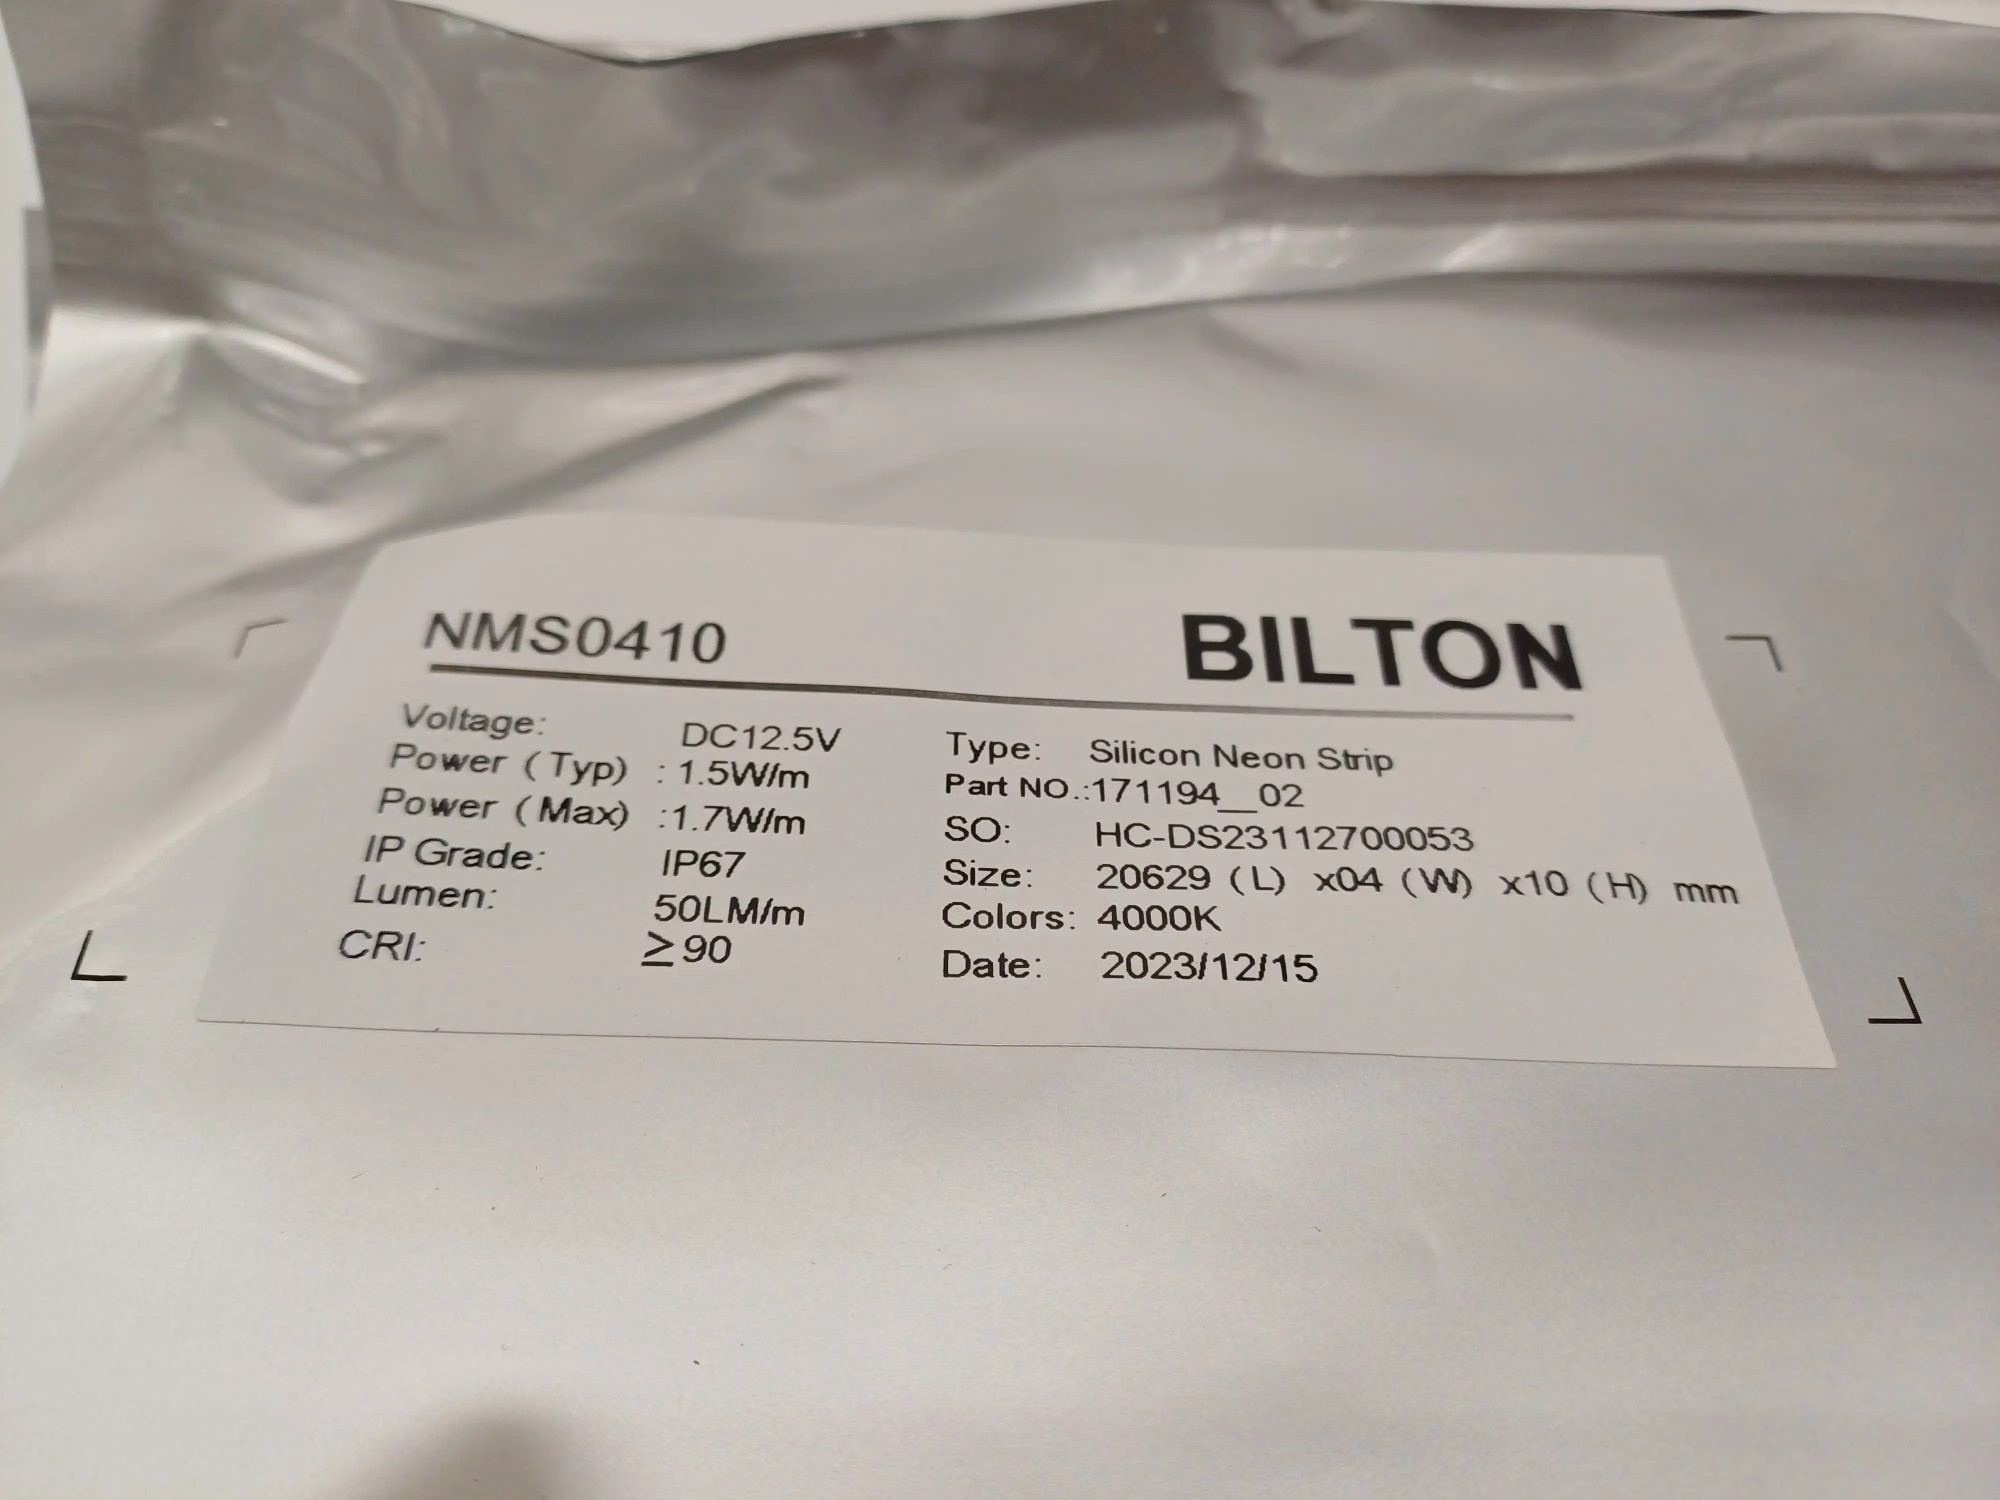 NMS0410 BILTON
Voltage: DC12.5V
Power (Typ) : 1.5W/m
Power (Max) :1.7W/m
IP Grade: IP67
Lumen: 50LM/m
CRI: ≥90
Type: Silicon Neon Strip
Part NO.:171194__02
SO: HC-DS23112700053
Size: 20629 (L) x04 (W) x10 (H) mm
Colors: 4000K
Date: 2023/12/15